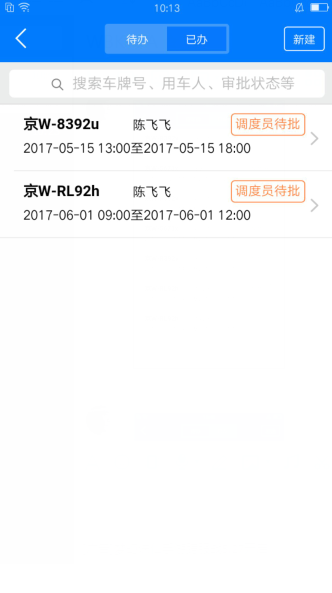 10:13
待办 已办 新建
搜索车牌号、用车人、审批状态等
京W-8392u 陈飞飞 调度员待批
2017-05-15 13:00至2017-05-15 18:00
京W-RL92h 陈飞飞 调度员待批
2017-06-01 09:00至2017-06-01 12:00